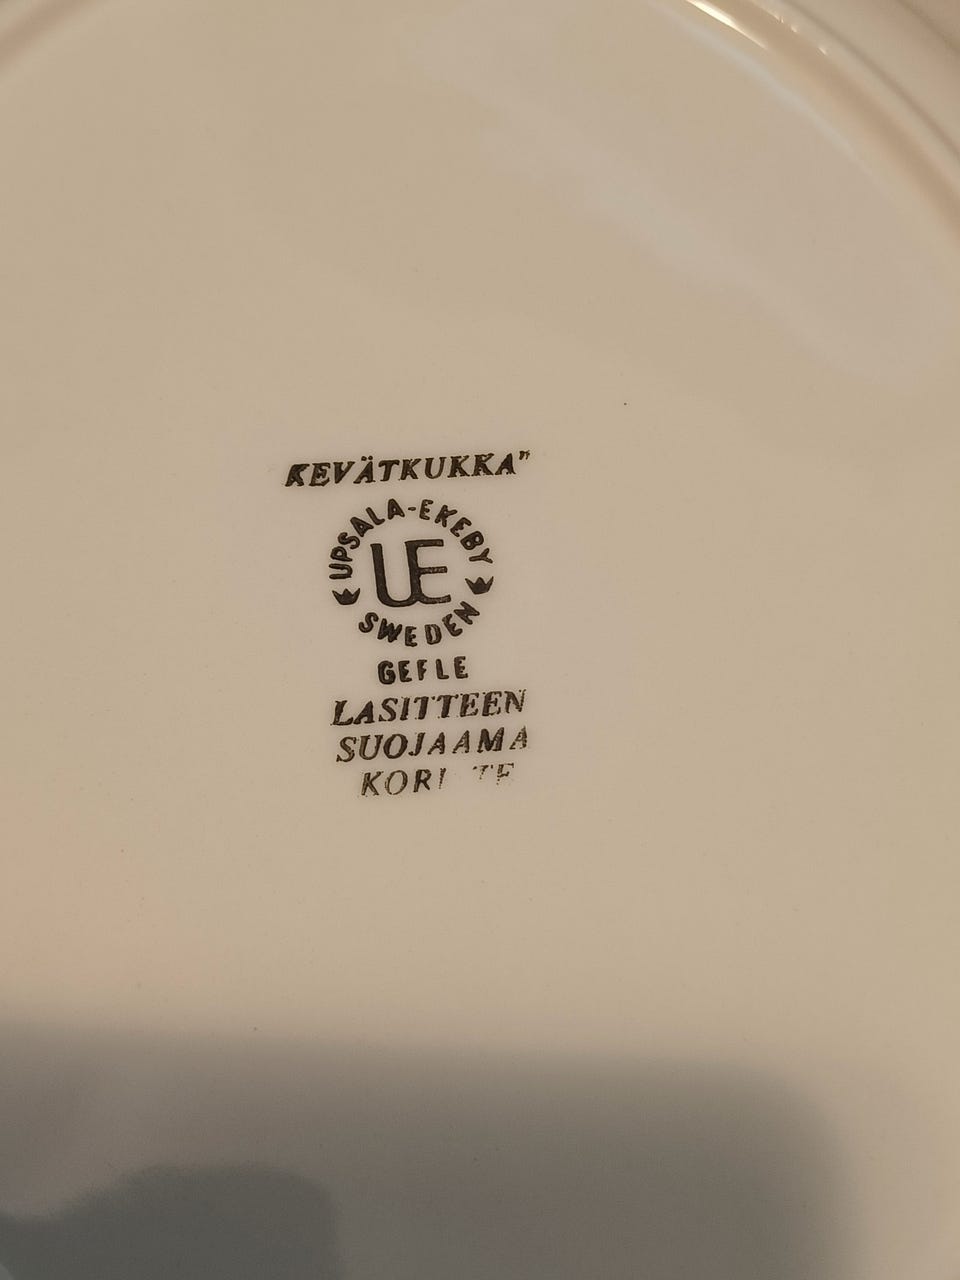 KEVÄTKUKKA"
UPSALA-EKEBY
UE
SWEDEN
GEFLE
LASITTEEN
SUOJAAMA